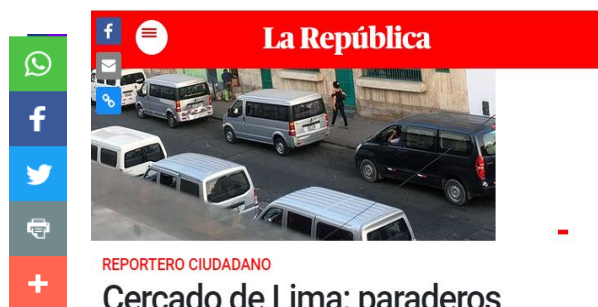 La República
REPORTERO CIUDADANO
Cercado de Lima: paraderos